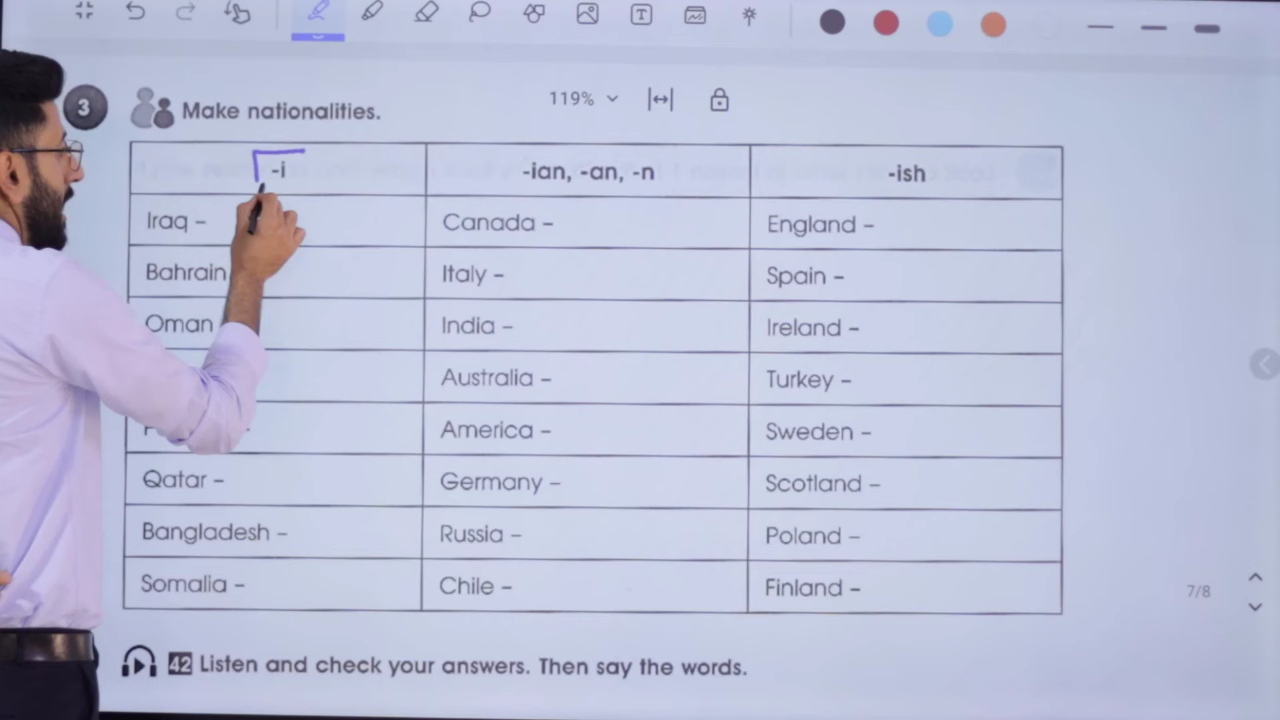 119%
3 Make nationalities.
-i -ian, -an, -n -ish
Iraq – Canada – England –
Bahrain Italy – Spain –
Oman India – Ireland –
Australia – Turkey –
America – Sweden –
Qatar – Germany – Scotland –
Bangladesh – Russia – Poland –
Somalia – Chile – Finland –
7/8
42 Listen and check your answers. Then say the words.